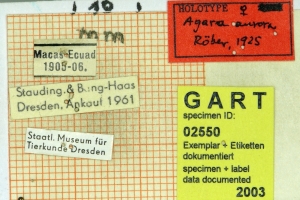 10
mm
HOLOTYPE ♀
Agara aurora
Röber, 1925
Macas-Ecuad
1905-06.
Stauding. & Bang-Haas
Dresden, Ankauf 1961
Staatl. Museum für
Tierkunde Dresden
GART
specimen ID:
02550
Exemplar + Etiketten
dokumentiert
specimen + label
data documented
2003